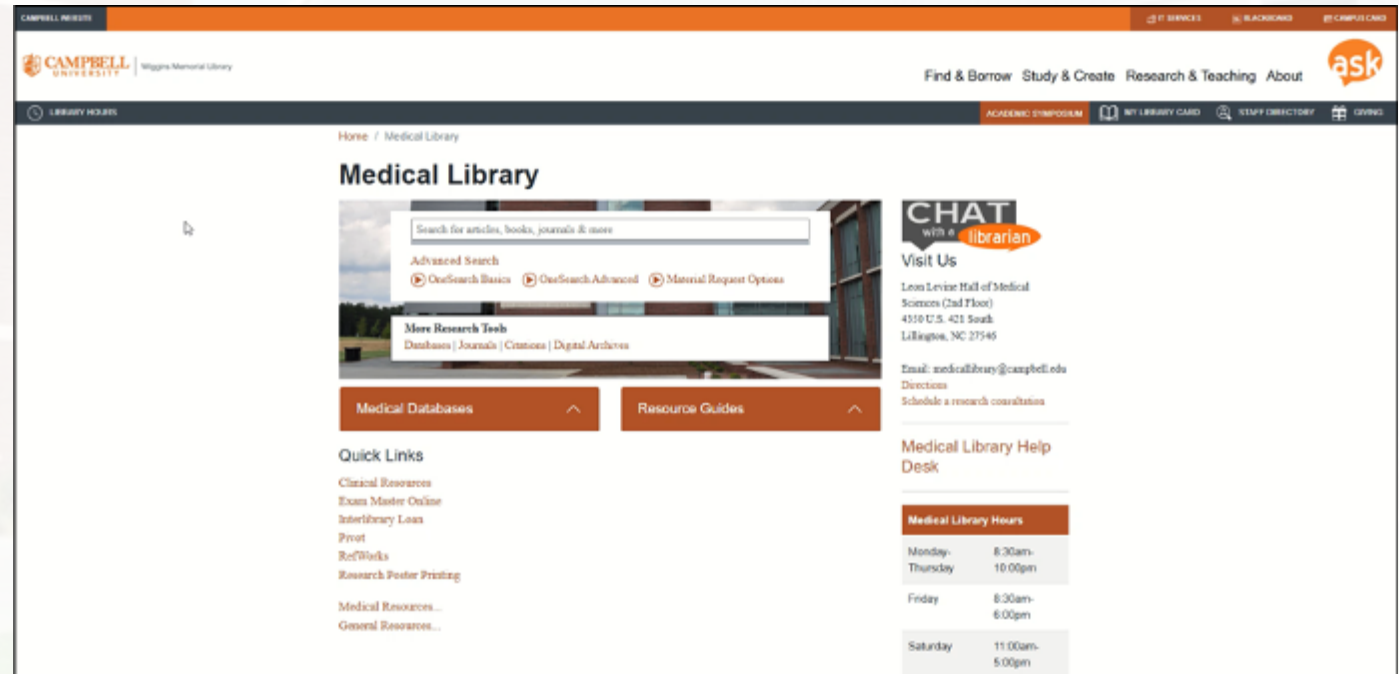 CAMPBELL WEBSITE
IT SERVICES
BLACKBOARD
CAMPUS CARD
CAMPBELL
UNIVERSITY
Wiggins Memorial Library
Find & Borrow Study & Create Research & Teaching About
ask
LIBRARY HOURS
ACADEMIC SYMPOSIUM
MY LIBRARY CARD
STAFF DIRECTORY
GIVING
Home / Medical Library
Medical Library
Search for articles, books, journals & more
Advanced Search
OneSearch Basics OneSearch Advanced Material Request Options
More Research Tools
Databases | Journals | Citations | Digital Archives
Medical Databases
Resource Guides
Quick Links
Clinical Resources
Exam Master Online
Interlibrary Loan
Pivot
RefWorks
Research Poster Printing
Medical Resources...
General Resources...
CHAT
with a
librarian
Visit Us
Leon Levine Hall of Medical
Sciences (2nd Floor)
4350 U.S. 421 South
Lillington, NC 27546
Email: medicallibrary@campbell.edu
Directions
Schedule a research consultation
Medical Library Help
Desk
Medical Library Hours
Monday- 8:30am-
Thursday 10:00pm
Friday 8:30am-
6:00pm
Saturday 11:00am-
5:00pm